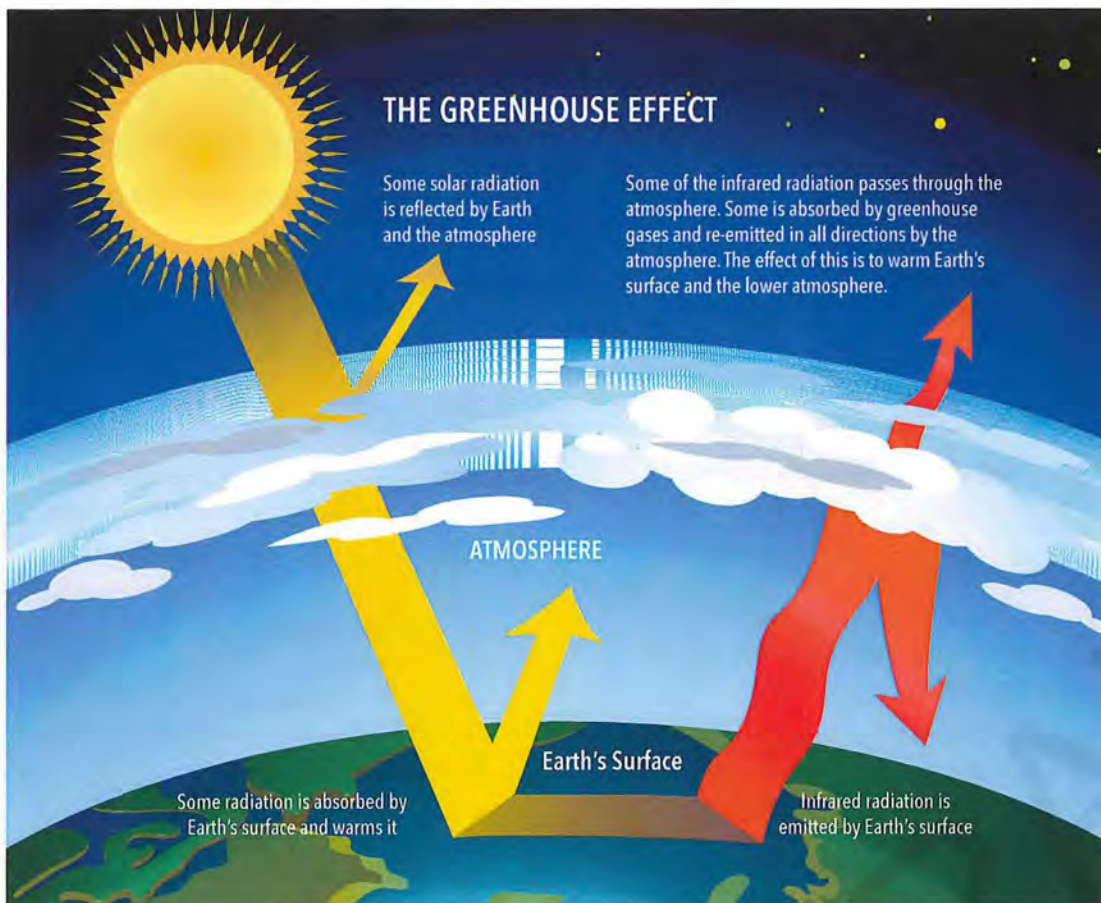 THE GREENHOUSE EFFECT
Some solar radiation
is reflected by Earth
and the atmosphere
Some of the infrared radiation passes through the
atmosphere. Some is absorbed by greenhouse
gases and re-emitted in all directions by the
atmosphere. The effect of this is to warm Earth's
surface and the lower atmosphere.
ATMOSPHERE
Earth's Surface
Some radiation is absorbed by
Earth's surface and warms it
Infrared radiation is
emitted by Earth's surface